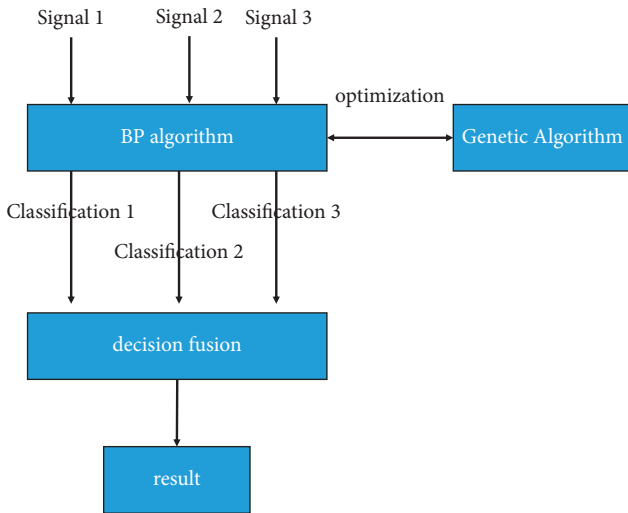 Signal 1
Signal 2
Signal 3
optimization
BP algorithm
Genetic Algorithm
Classification 1
Classification 3
Classification 2
decision fusion
result